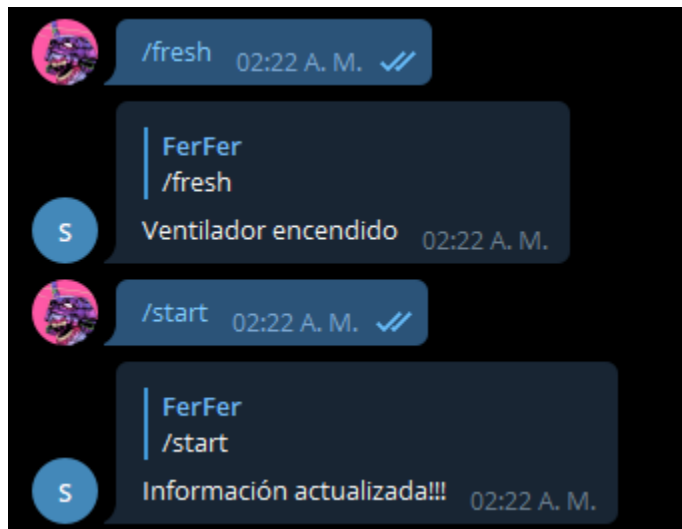 /fresh 02:22 A. M.
FerFer
/fresh
S
Ventilador encendido 02:22 A. M.
/start 02:22 A. M.
FerFer
/start
S
Información actualizada!!! 02:22 A. M.